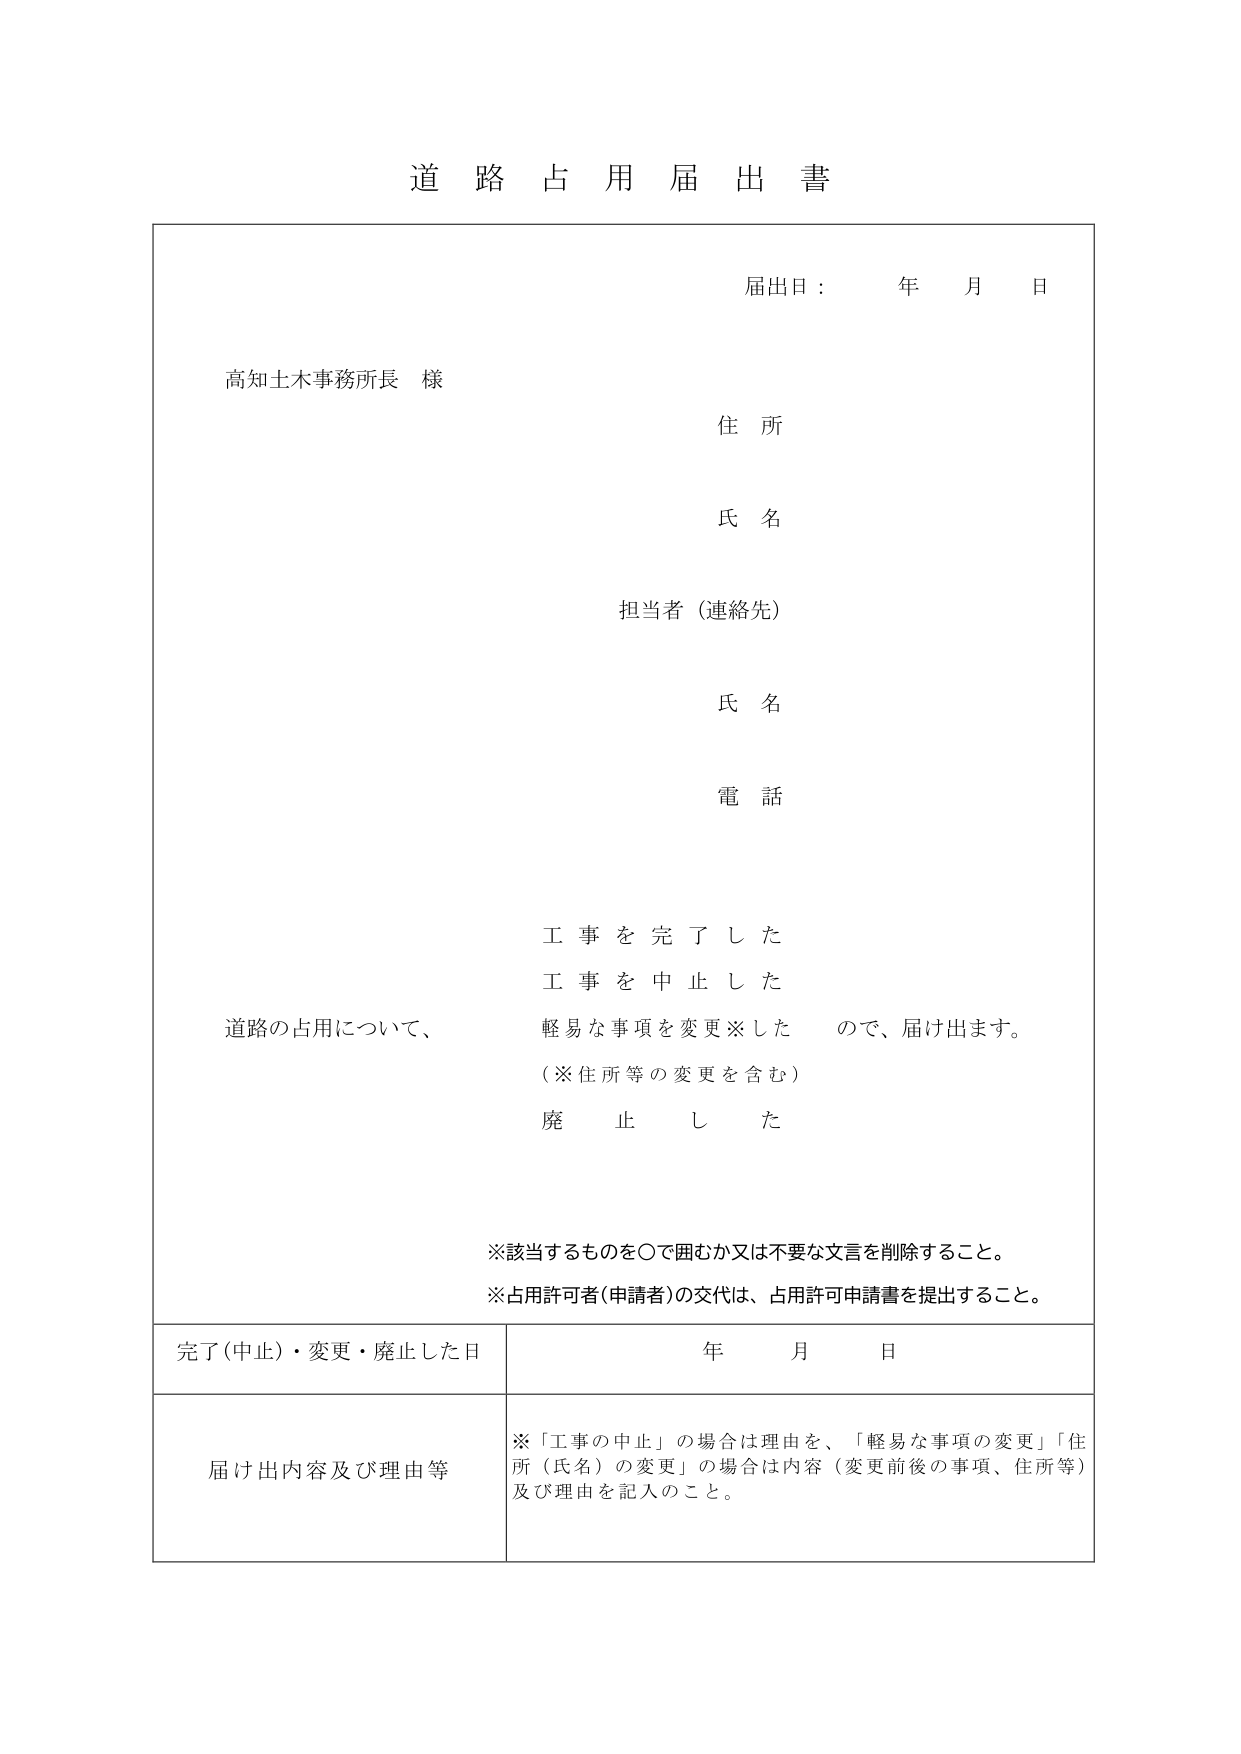 道路占用届出書
届出日：　　　年　　月　　日
高知土木事務所長　様
住　所
氏　名
担当者（連絡先）
氏　名
電　話
工事を完了した
工事を中止した
道路の占用について、　　軽易な事項を変更※した　　ので、届け出ます。
（※住所等の変更を含む）
廃止した
※該当するものを〇で囲むか又は不要な文言を削除すること。
※占用許可者（申請者）の交代は、占用許可申請書を提出すること。
完了（中止）・変更・廃止した日　　　年　　月　　日
届け出内容及び理由等
※「工事の中止」の場合は理由を、「軽易な事項の変更」「住
所（氏名）の変更」の場合は内容（変更前後の事項、住所等）
及び理由を記入のこと。